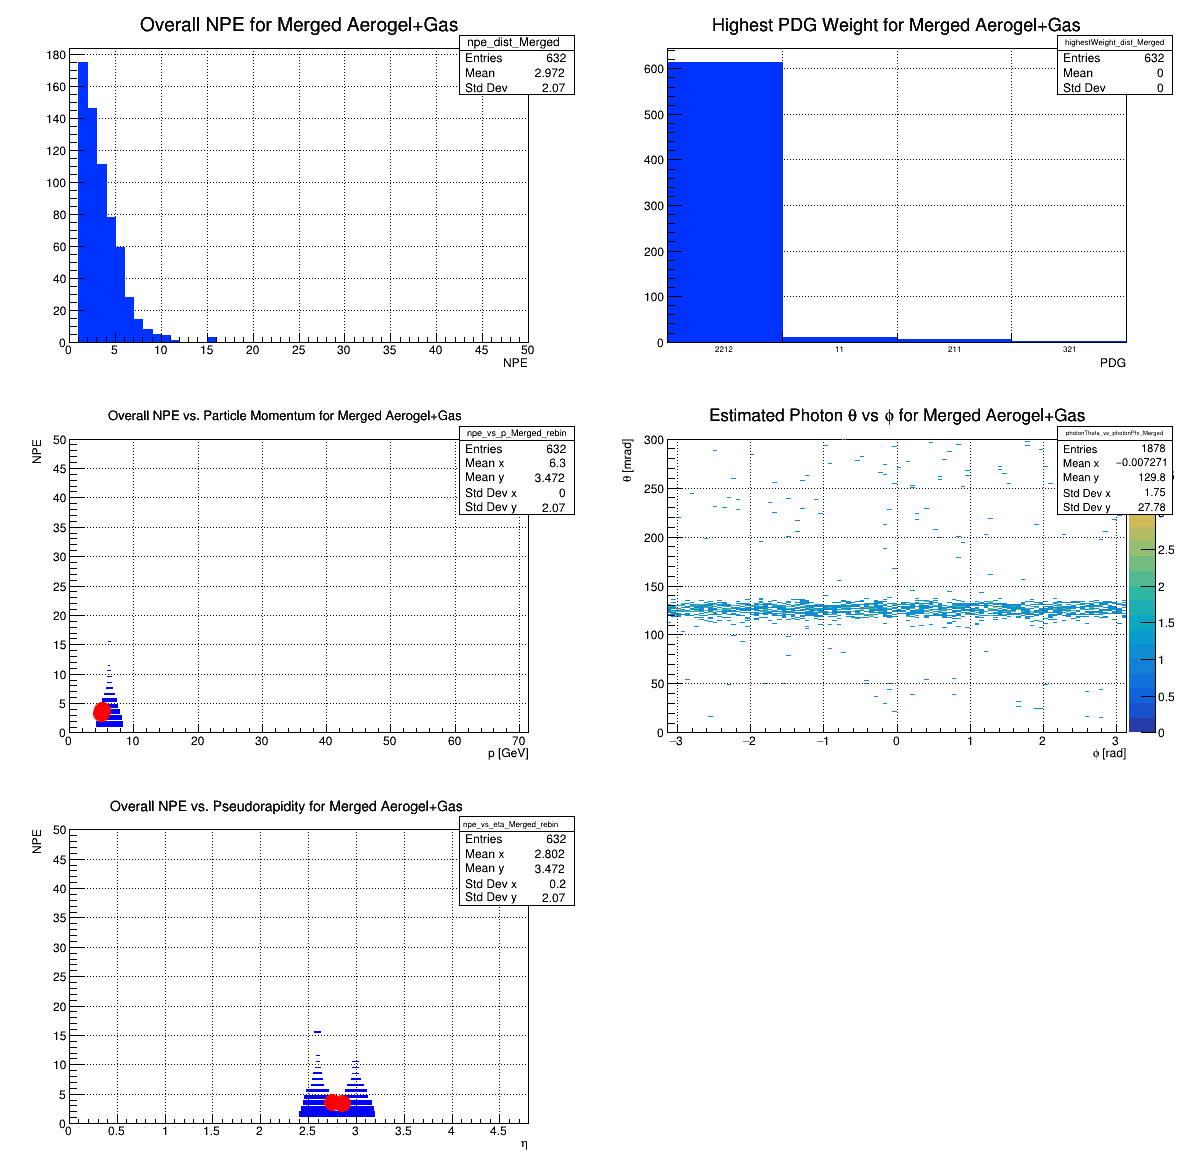 Overall NPE for Merged Aerogel+Gas
npe_dist_Merged
Entries 632
Mean 2.972
Std Dev 2.07
180
160
140
120
100
80
60
40
20
0
0 5 10 15 20 25 30 35 40 45 50
NPE
Highest PDG Weight for Merged Aerogel+Gas
highestWeight_dist_Merged
Entries 632
Mean 0
Std Dev 0
600
500
400
300
200
100
0
2212 11 211 321
PDG
Overall NPE vs. Particle Momentum for Merged Aerogel+Gas
NPE
npe_vs_p_Merged_rebin
Entries 632
Mean x 6.3
Mean y 3.472
Std Dev x 0
Std Dev y 2.07
50
45
40
35
30
25
20
15
10
5
0
0 10 20 30 40 50 60 70
p [GeV]
Estimated Photon θ vs ϕ for Merged Aerogel+Gas
θ [mrad]
photonTheta_vs_photonPhi_Merged
Entries 1878
Mean x −0.007271
Mean y 129.8
Std Dev x 1.75
Std Dev y 27.78
300
250
200
150
100
50
0
−3 −2 −1 0 1 2 3
ϕ [rad]
2.5
2
1.5
1
0.5
0
Overall NPE vs. Pseudorapidity for Merged Aerogel+Gas
NPE
npe_vs_eta_Merged_rebin
Entries 632
Mean x 2.802
Mean y 3.472
Std Dev x 0.2
Std Dev y 2.07
50
45
40
35
30
25
20
15
10
5
0
0 0.5 1 1.5 2 2.5 3 3.5 4 4.5
η